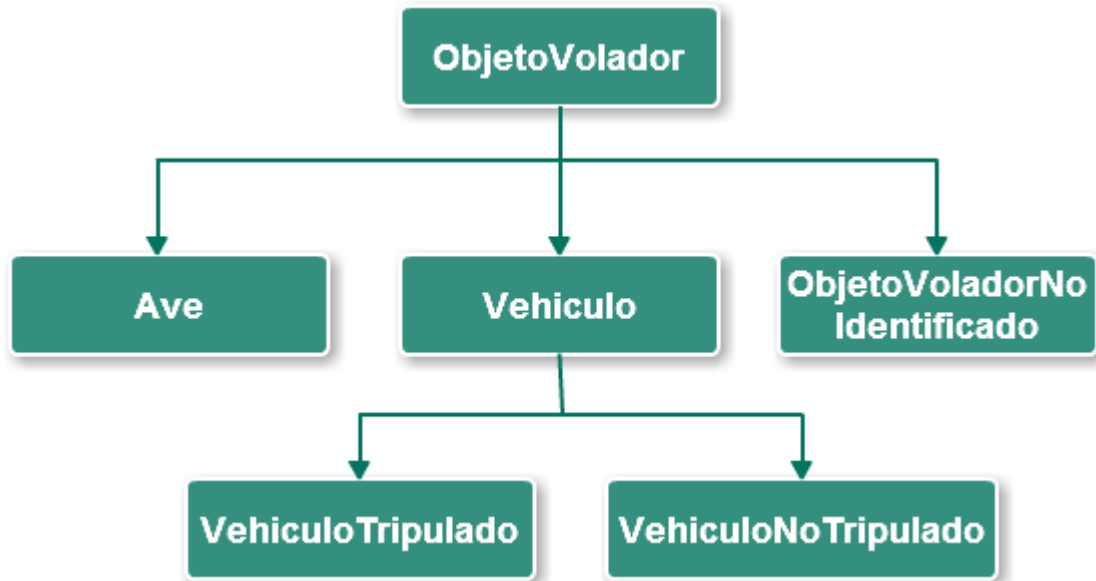 ObjetoVolador
Ave
Vehiculo
ObjetoVoladorNo
Identificado
VehiculoTripulado
VehiculoNoTripulado